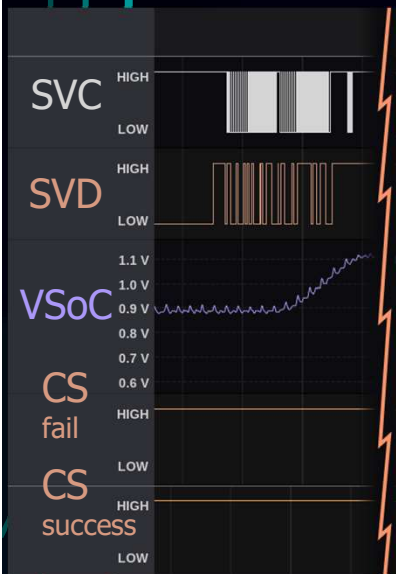 SVC
HIGH
LOW
SVD
HIGH
LOW
VSoC
1.1 V
1.0 V
0.9 V
0.8 V
0.7 V
0.6 V
CS
fail
HIGH
LOW
CS
success
HIGH
LOW